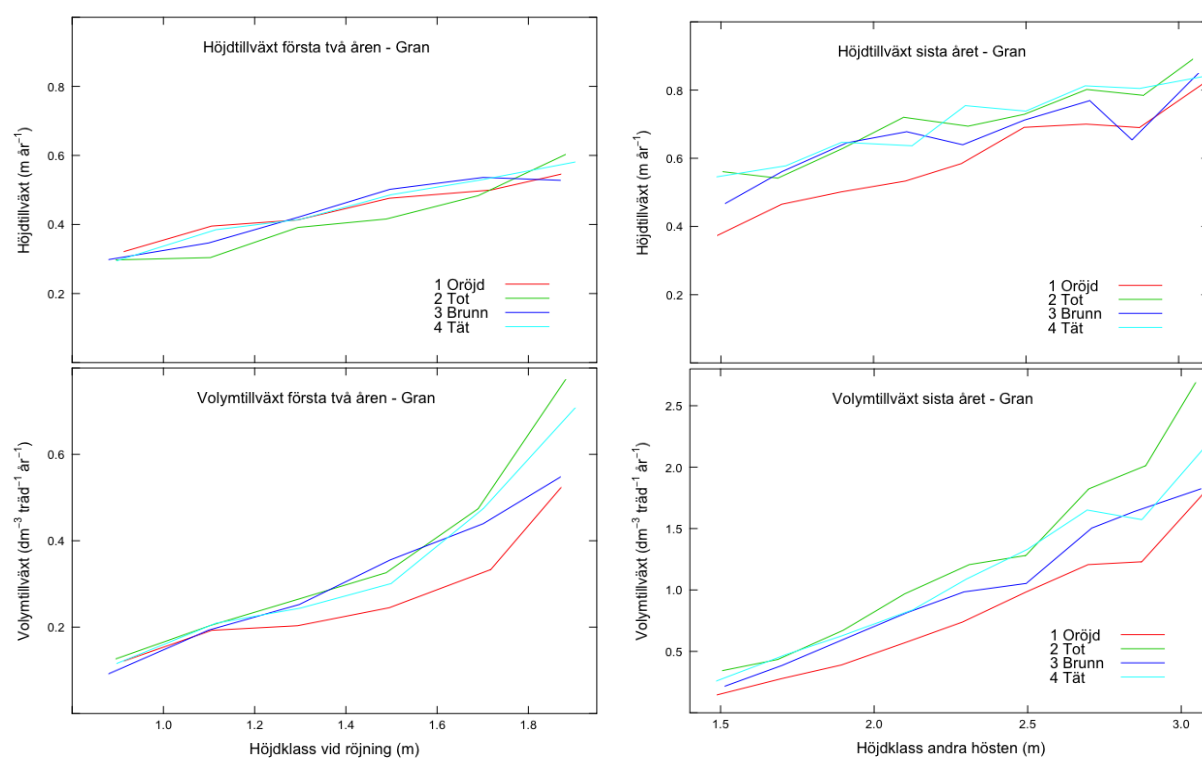 Höjdtillväxt första två åren - Gran
Höjdtillväxt (m år⁻¹)
0.8
0.6
0.4
0.2
1 Oröjd
2 Tot
3 Brunn
4 Tät
Volymtillväxt första två åren - Gran
Volymtillväxt (dm⁻³ träd⁻¹ år⁻¹)
0.6
0.4
0.2
1.0 1.2 1.4 1.6 1.8
Höjdklass vid röjning (m)
Höjdtillväxt sista året - Gran
Höjdtillväxt (m år⁻¹)
0.8
0.6
0.4
0.2
1 Oröjd
2 Tot
3 Brunn
4 Tät
Volymtillväxt sista året - Gran
Volymtillväxt (dm⁻³ träd⁻¹ år⁻¹)
2.5
2.0
1.5
1.0
0.5
1 Oröjd
2 Tot
3 Brunn
4 Tät
1.5 2.0 2.5 3.0
Höjdklass andra hösten (m)